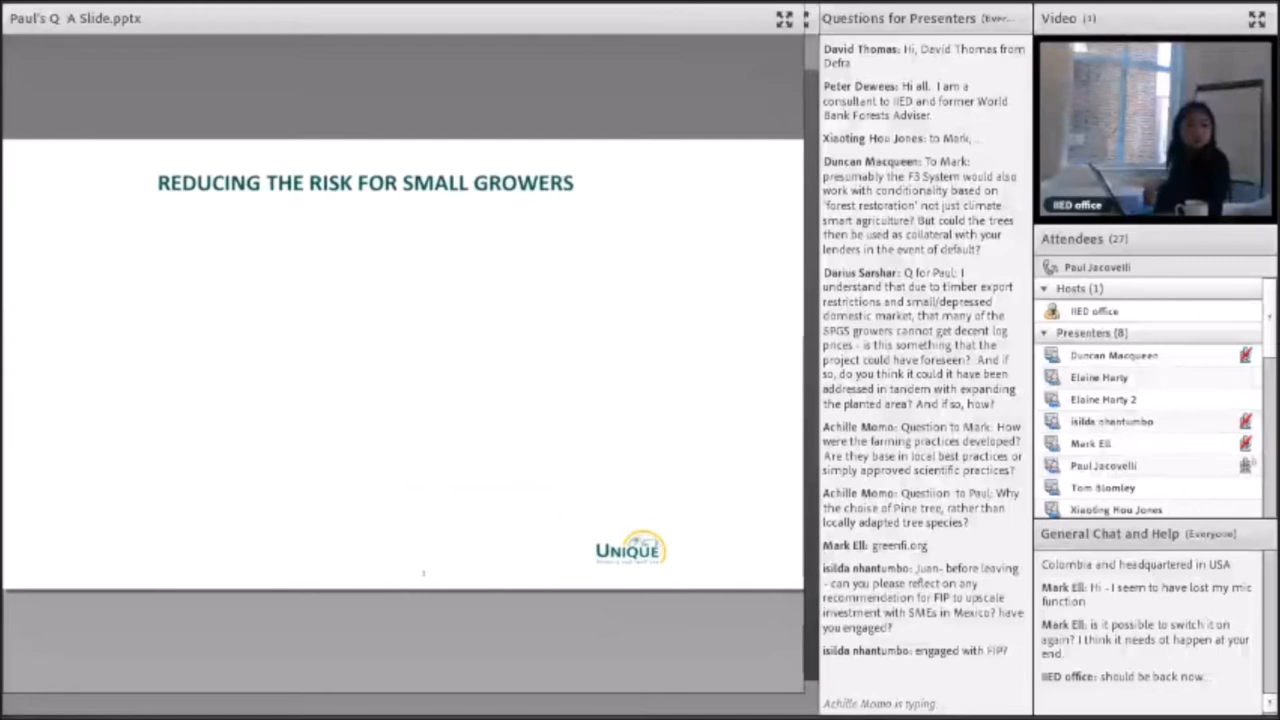 Paul's Q A Slide.pptx
REDUCING THE RISK FOR SMALL GROWERS
UNIQUE
1
Questions for Presenters (Ever...
David Thomas: Hi, David Thomas from
Defra
Peter Dewees: Hi all. I am a
consultant to IIED and former World
Bank Forests Adviser.
Xiaoting Hou Jones: to Mark, ..
Duncan Macqueen: To Mark:
presumably the F3 System would also
work with conditionality based on
'forest restoration' not just climate
smart agriculture? But could the trees
then be used as collateral with your
lenders in the event of default?
Darius Sarshar: Q for Paul: I
understand that due to timber export
restrictions and small/depressed
domestic market, that many of the
SPGS growers cannot get decent log
prices - is this something that the
project could have foreseen? And if
so, do you think it could it have been
addressed in tandem with expanding
the planted area? And if so, how?
Achille Momo: Question to Mark: How
were the farming practices developed?
Are they base in local best practices or
simply approved scientific practices?
Achille Momo: Questiion to Paul: Why
the choise of Pine tree, rather than
locally adapted tree species?
Mark Ell: greenfi.org
isilda nhantumbo: Juan- before leaving
- can you please reflect on any
recommendation for FIP to upscale
investment with SMEs in Mexico? have
you engaged?
isilda nhantumbo: engaged with FIP?
Achille Momo is typing.
Video (1)
IIED office
Attendees (27)
Paul Jacovelli
Hosts (1)
IIED office
Presenters (8)
Duncan Macqueen
Elaine Harty
Elaine Harty 2
isilda nhantumbo
Mark Ell
Paul Jacovelli
Tom Blomley
Xiaoting Hou Jones
General Chat and Help (Everyone)
Colombia and headquartered in USA
Mark Ell: Hi - I seem to have lost my mic
function
Mark Ell: is it possible to switch it on
again? I think it needs ot happen at your
end.
IIED office: should be back now..